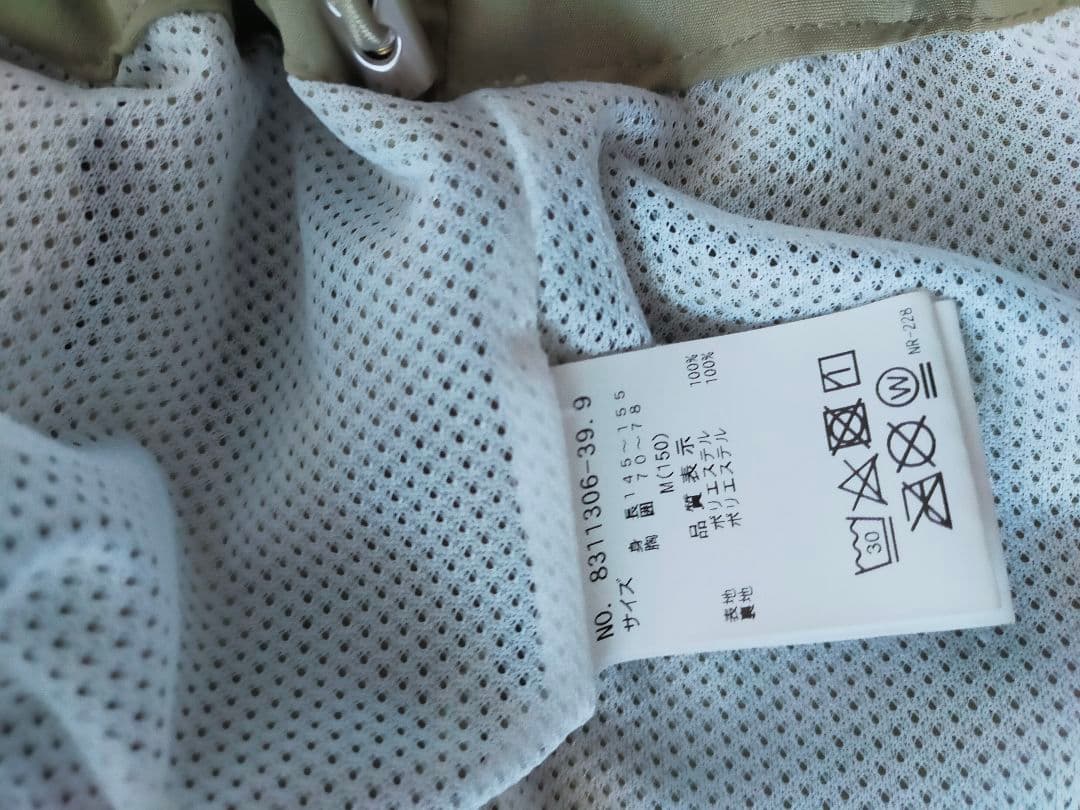 NO. 8311306-39. 9
サイズ 身長 145~155
胸囲 70~78
M(150)
品質表示
表地 ポリエステル 100%
裏地 ポリエステル 100%
30
W
NR-228